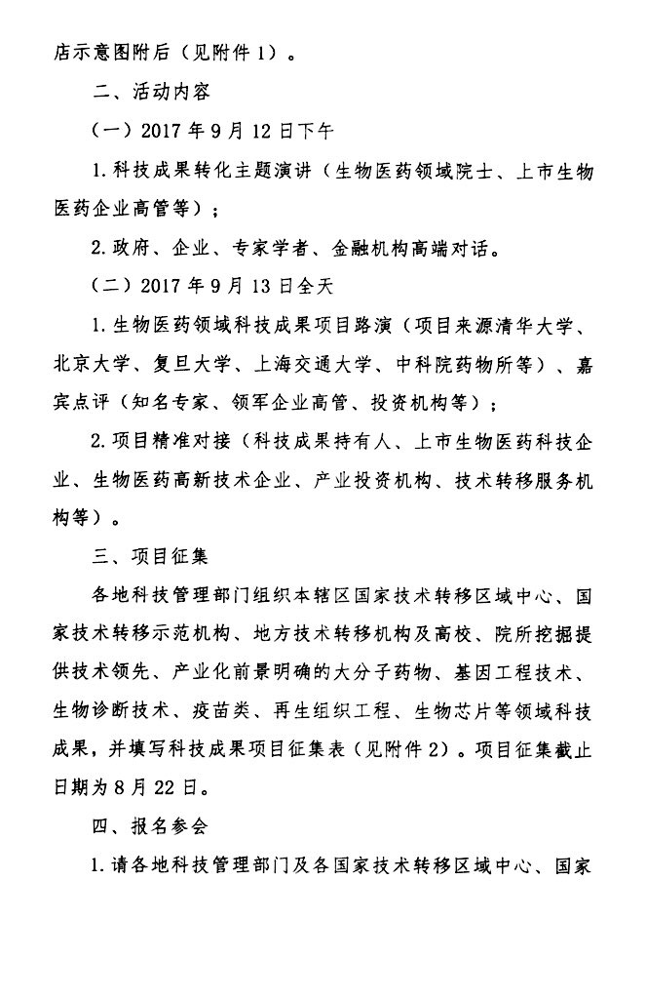 店示意图附后（见附件1）。
二、活动内容
（一）2017年9月12日下午
1.科技成果转化主题演讲（生物医药领域院士、上市生物
医药企业高管等）；
2.政府、企业、专家学者、金融机构高端对话。
（二）2017年9月13日全天
1.生物医药领域科技成果项目路演（项目来源清华大学、
北京大学、复旦大学、上海交通大学、中科院药物所等）、嘉
宾点评（知名专家、领军企业高管、投资机构等）；
2.项目精准对接（科技成果持有人、上市生物医药科技企
业、生物医药高新技术企业、产业投资机构、技术转移服务机
构等）。
三、项目征集
各地科技管理部门组织本辖区国家技术转移区域中心、国
家技术转移示范机构、地方技术转移机构及高校、院所挖掘提
供技术领先、产业化前景明确的大分子药物、基因工程技术、
生物诊断技术、疫苗类、再生组织工程、生物芯片等领域科技
成果，并填写科技成果项目征集表（见附件2）。项目征集截止
日期为8月22日。
四、报名参会
1.请各地科技管理部门及各国家技术转移区域中心、国家